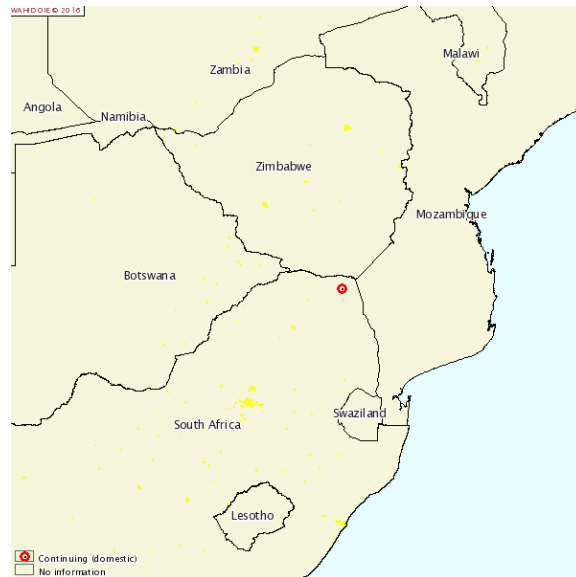 WAHID©OIE © 2016
Zambia
Malawi
Angola
Namibia
Zimbabwe
Mozambique
Botswana
South Africa
Swaziland
Lesotho
Continuing (domestic)
No information